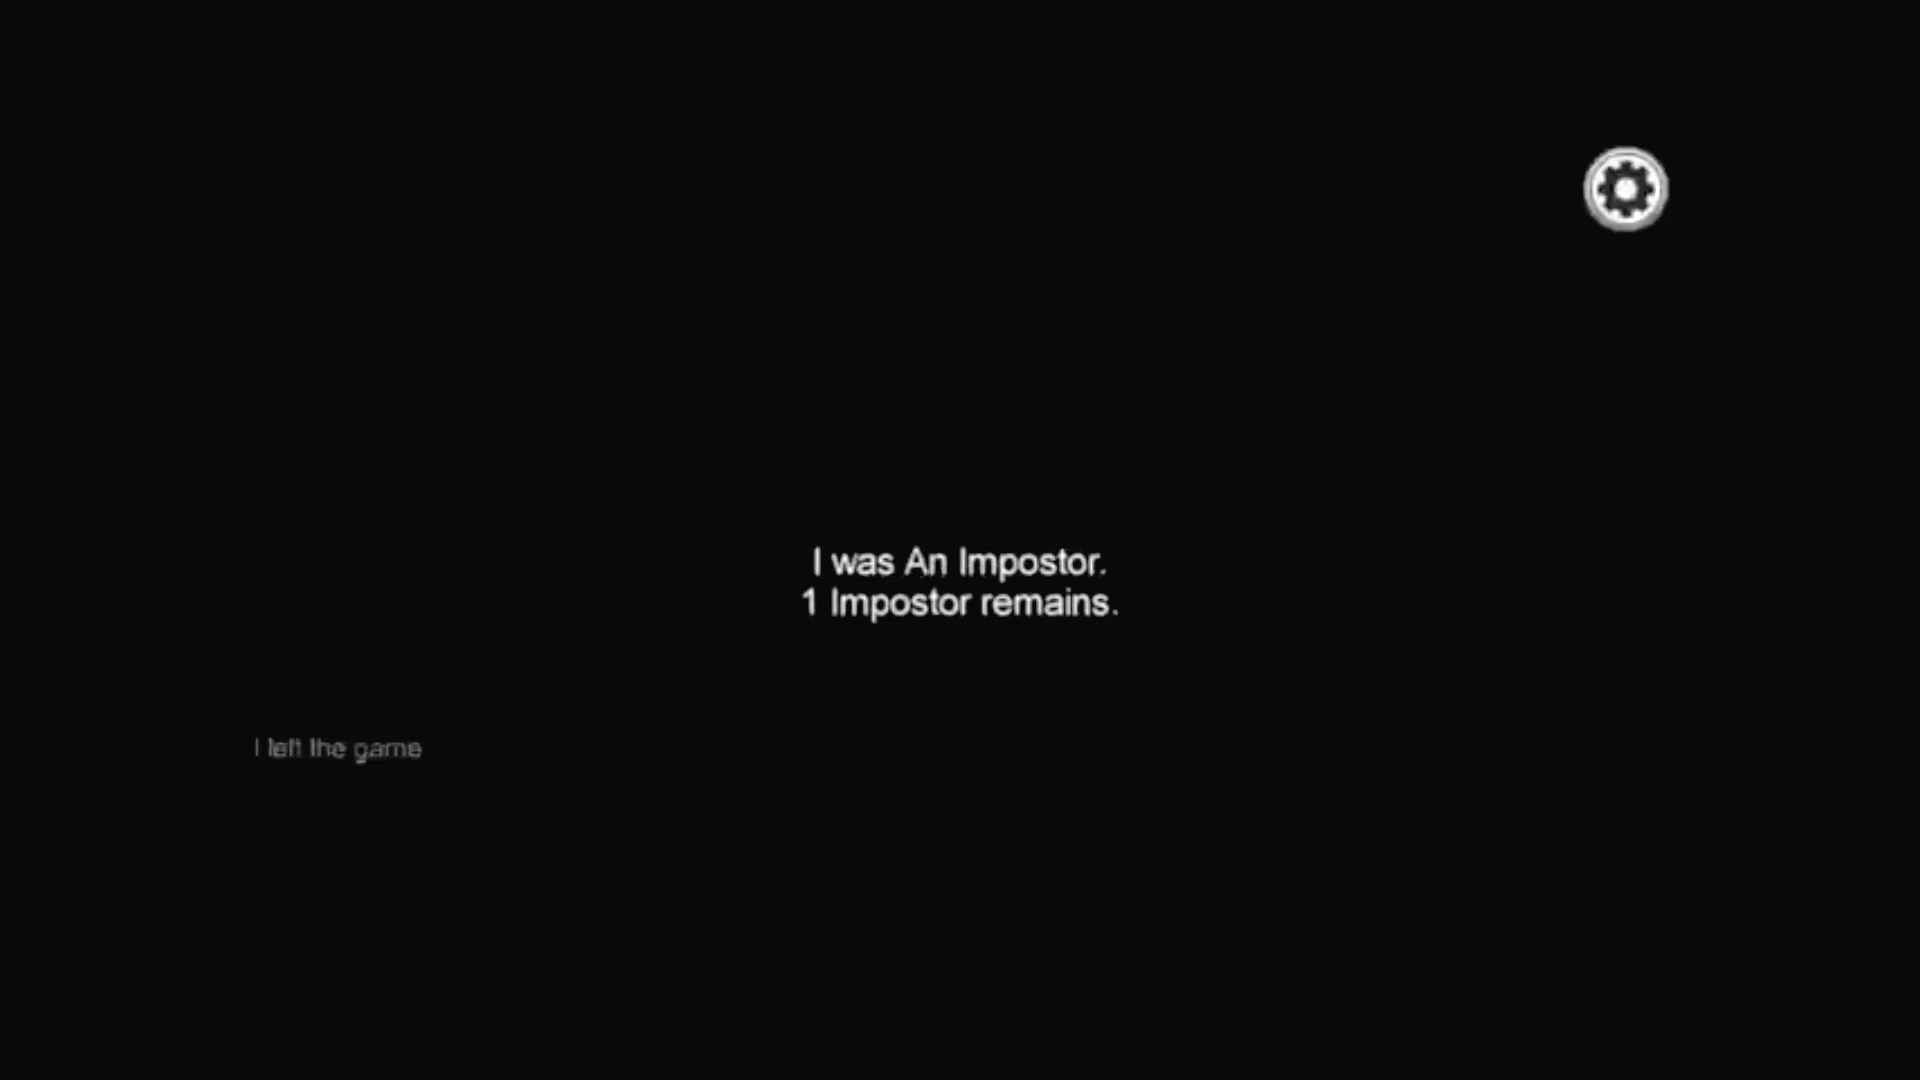 I was An Impostor.
1 Impostor remains.
I left the game